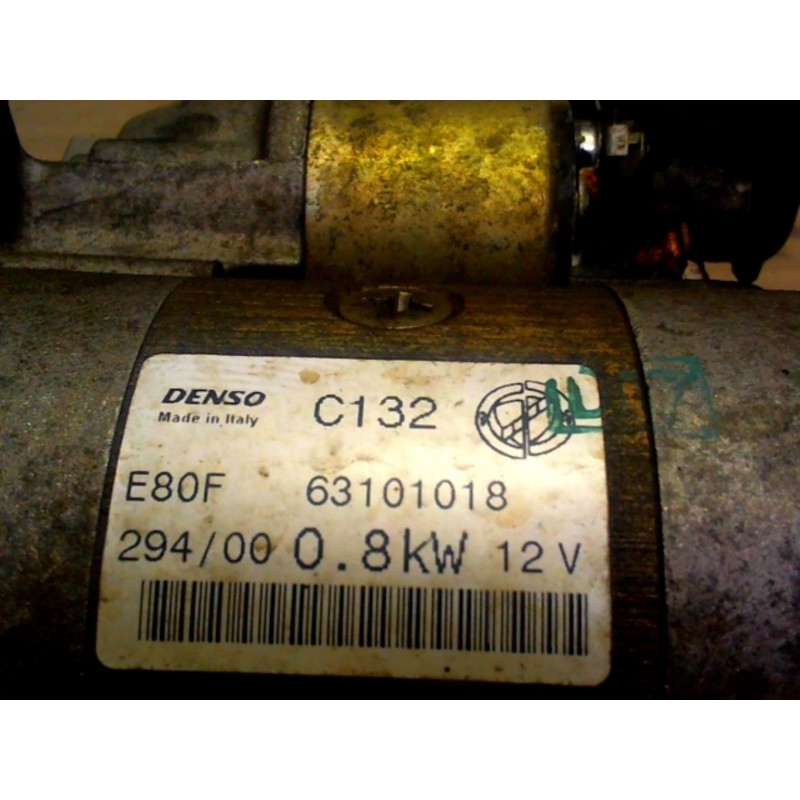 DENSO
Made in Italy
C132
E80F 63101018
294/00 0.8kW 12V